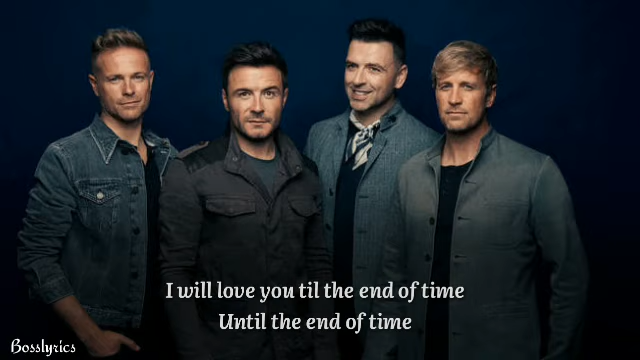 I will love you til the end of time
Until the end of time
Bosslyrics